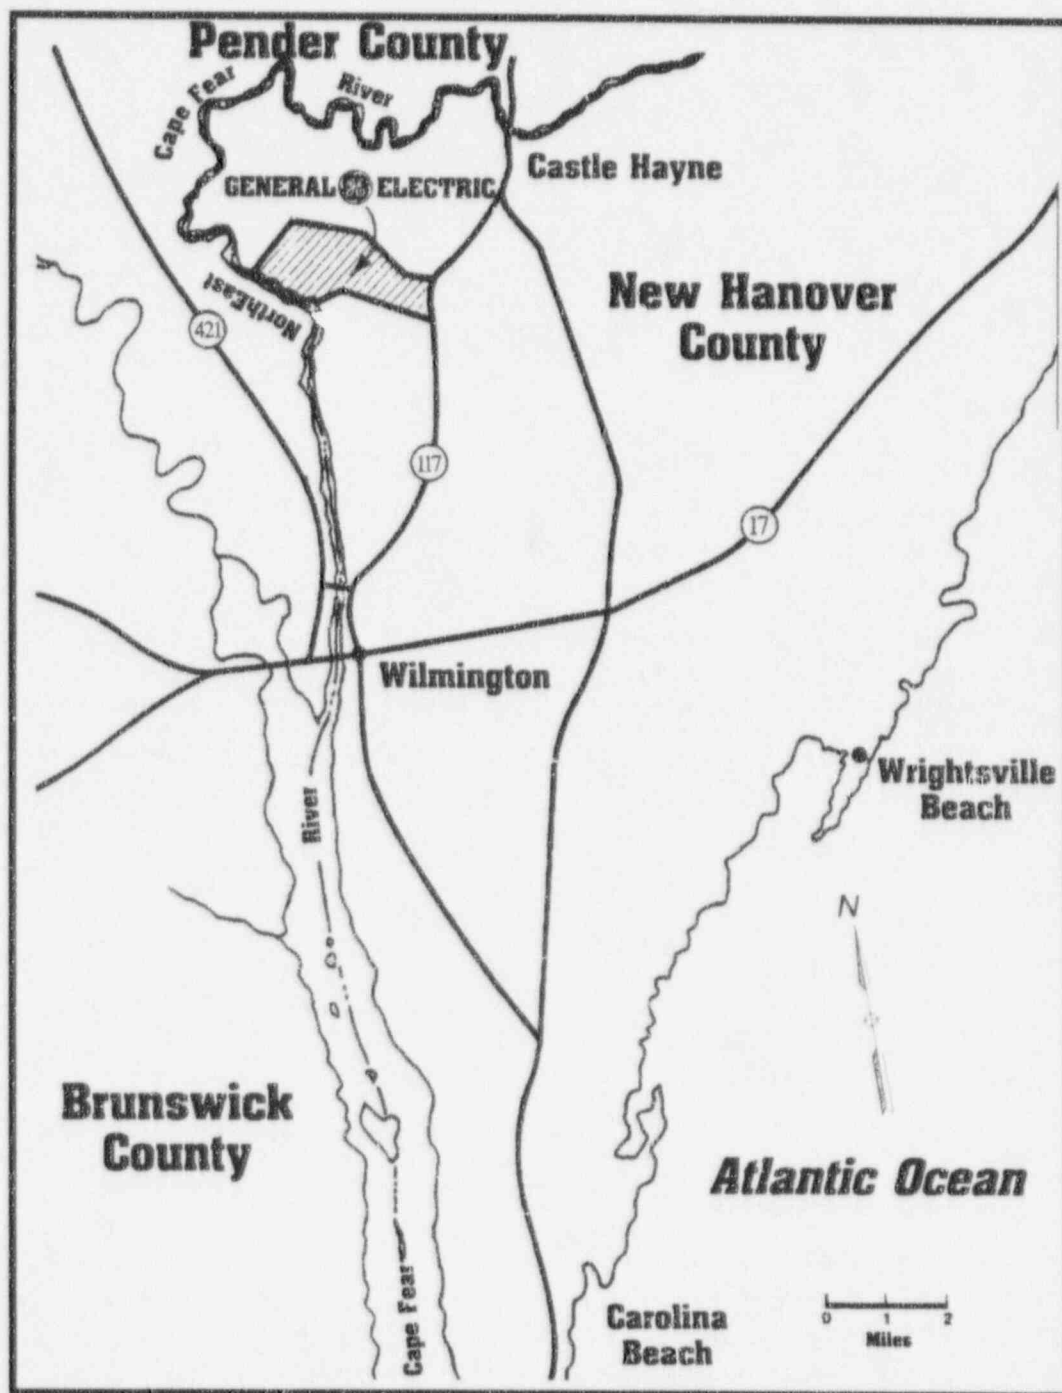 Pender County
Cape Fear
River
Castle Hayne
GENERAL GE ELECTRIC
NorthEast
New Hanover
County
421
117
17
Wilmington
Wrightsville
Beach
River
N
Brunswick
County
Atlantic Ocean
Cape Fear
Carolina
Beach
0 1 2
Miles